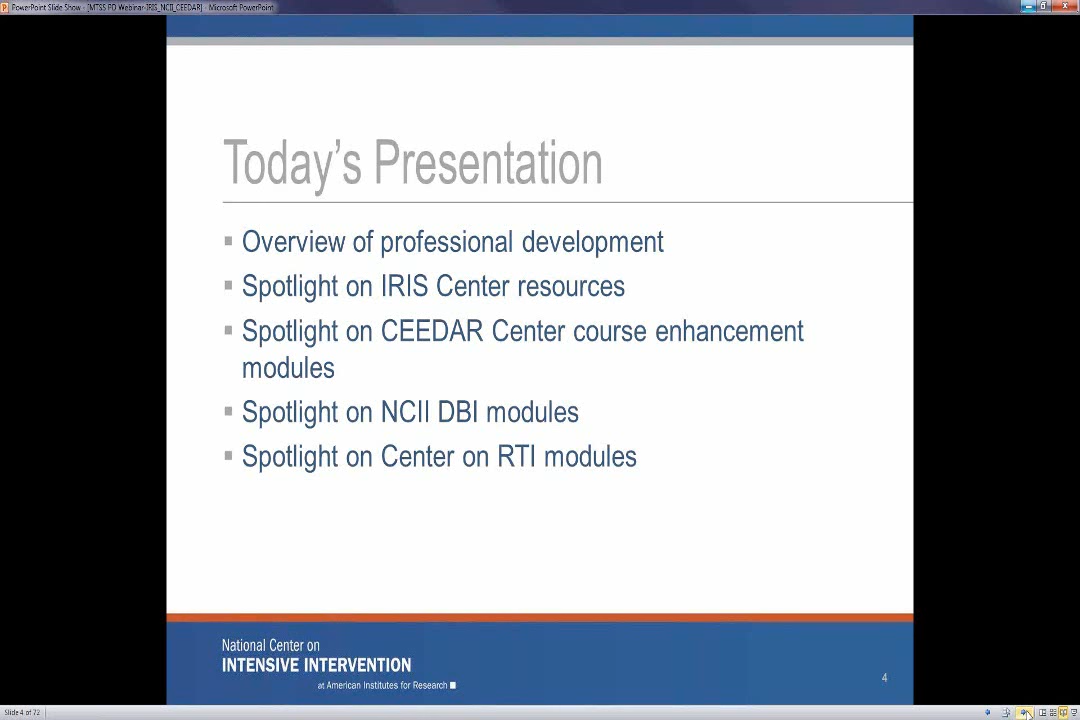 PowerPoint Slide Show - [MTSS PD Webinar-IRIS_NCII_CEEDAR] - Microsoft PowerPoint
Today's Presentation
Overview of professional development
Spotlight on IRIS Center resources
Spotlight on CEEDAR Center course enhancement
modules
Spotlight on NCII DBI modules
Spotlight on Center on RTI modules
National Center on
INTENSIVE INTERVENTION
at American Institutes for Research
4
Slide 4 of 72